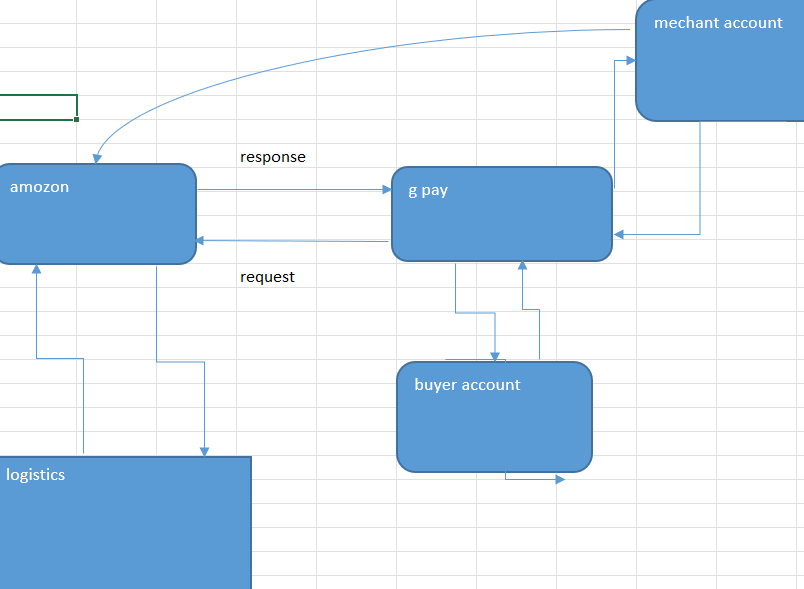 mechant account
response
amozon
g pay
request
buyer account
logistics